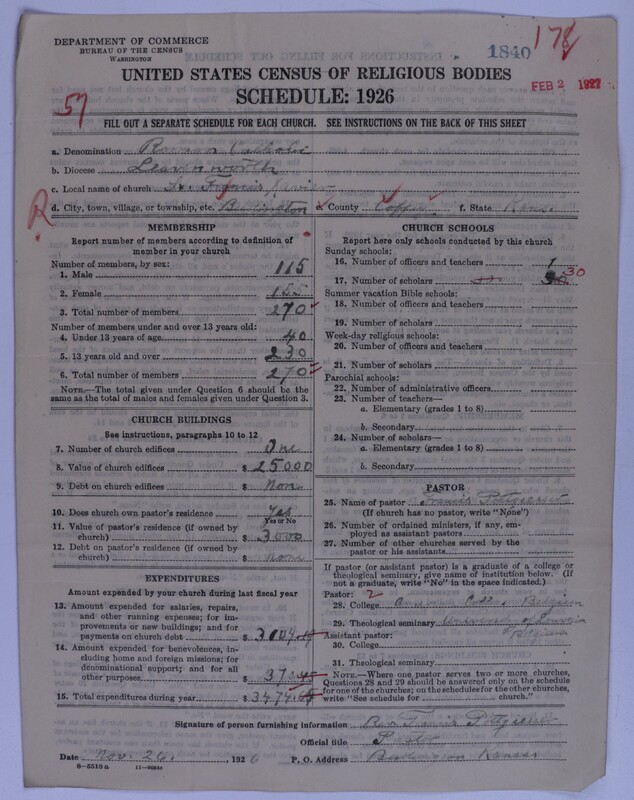 DEPARTMENT OF COMMERCE
BUREAU OF THE CENSUS
WASHINGTON
1840
178
FEB 2 1927
57
UNITED STATES CENSUS OF RELIGIOUS BODIES
SCHEDULE: 1926
FILL OUT A SEPARATE SCHEDULE FOR EACH CHURCH. SEE INSTRUCTIONS ON THE BACK OF THIS SHEET
a. Denomination Roman Catholic
b. Diocese Leavenworth
c. Local name of church St. Francis Xavier
R
d. City, town, village, or township, etc. Burlington e. County Coffey f. State Kans.
MEMBERSHIP
Report number of members according to definition of
member in your church
Number of members, by sex:
1. Male 115
2. Female 155
3. Total number of members 270
Number of members under and over 13 years old:
4. Under 13 years of age 40
5. 13 years old and over 230
6. Total number of members 270
NOTE.—The total given under Question 6 should be the
same as the total of males and females given under Question 3.
CHURCH BUILDINGS
See instructions, paragraphs 10 to 12
7. Number of church edifices One
8. Value of church edifices $ 25000
9. Debt on church edifices $ None
10. Does church own pastor's residence? Yes
Yes or No
11. Value of pastor's residence (if owned by
church) $ 3000
12. Debt on pastor's residence (if owned by
church) $ None
EXPENDITURES
Amount expended by your church during last fiscal year
13. Amount expended for salaries, repairs,
and other running expenses; for im-
provements or new buildings; and for
payments on church debt $
14. Amount expended for benevolences, in-
cluding home and foreign missions; for
denominational support; and for all
other purposes $
15. Total expenditures during year $
CHURCH SCHOOLS
Report here only schools conducted by this church
Sunday schools:
16. Number of officers and teachers 1
17. Number of scholars 30
Summer vacation Bible schools:
18. Number of officers and teachers
19. Number of scholars
Week-day religious schools:
20. Number of officers and teachers
21. Number of scholars
Parochial schools:
22. Number of administrative officers
23. Number of teachers—
a. Elementary (grades 1 to 8)
b. Secondary
24. Number of scholars—
a. Elementary (grades 1 to 8)
b. Secondary
PASTOR
25. Name of pastor Francis
(If church has no pastor, write "None")
26. Number of ordained ministers, if any, em-
ployed as assistant pastors
27. Number of other churches served by the
pastor or his assistants
If pastor (or assistant pastor) is a graduate of a college or
theological seminary, give name of institution below. (If
not a graduate, write "No" in the space indicated.)
Pastor: 2
28. College Belgium
29. Theological seminary University of Louvain
Belgium
Assistant pastor:
30. College
31. Theological seminary
NOTE.—Where one pastor serves two or more churches,
Questions 28 and 29 should be answered only on the schedule
for one of the churches; on the schedules for the other churches,
write "See schedule for church."
Signature of person furnishing information Rev Francis
Official title Pastor
Date Nov. 26, 1926 P. O. Address Burlington Kansas
8—5513a 11—9604a